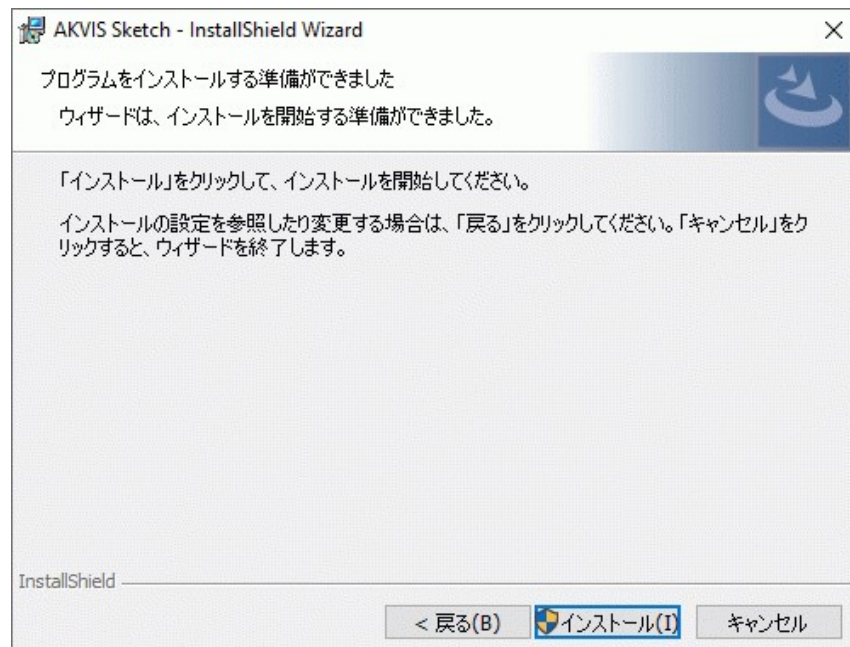 AKVIS Sketch - InstallShield Wizard
プログラムをインストールする準備ができました
ウィザードは、インストールを開始する準備ができました。
「インストール」をクリックして、インストールを開始してください。
インストールの設定を参照したり変更する場合は、「戻る」をクリックしてください。「キャンセル」をク
リックすると、ウィザードを終了します。
InstallShield
< 戻る(B)
インストール(I)
キャンセル